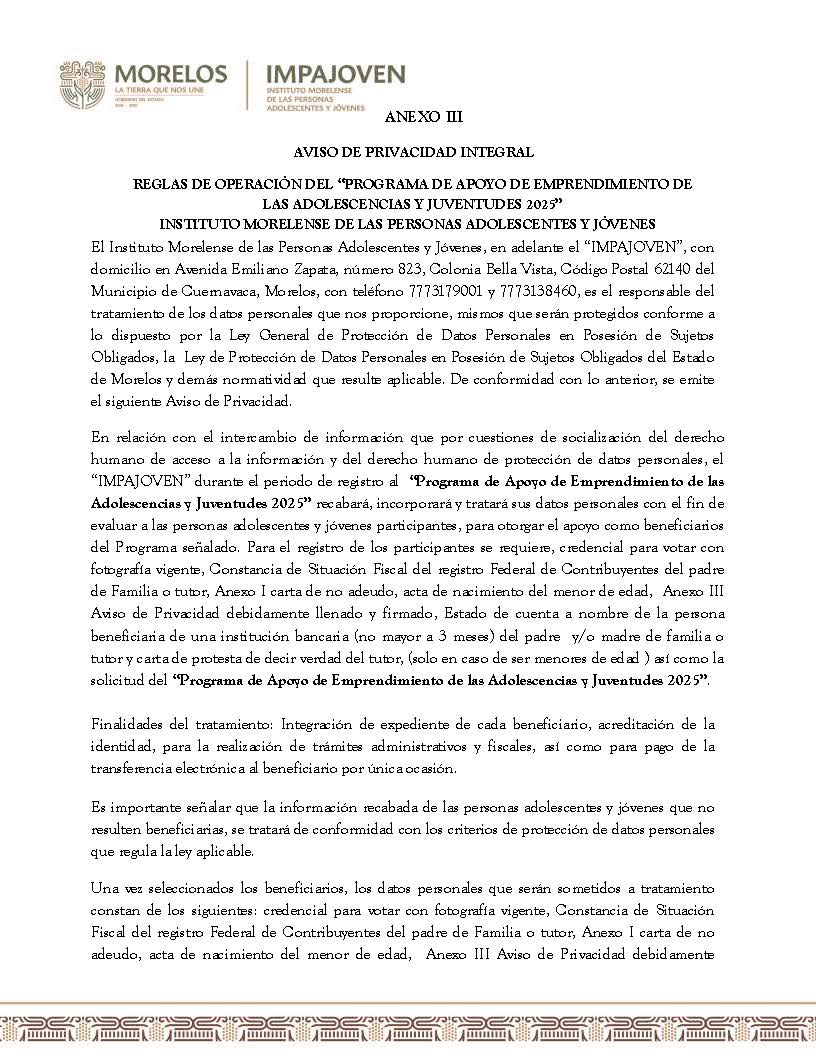 MORELOS
LA TIERRA QUE NOS UNE
GOBIERNO DEL ESTADO
IMPAJOVEN
INSTITUTO MORELENSE
DE LAS PERSONAS
ADOLESCENTES Y JÓVENES
ANEXO III
AVISO DE PRIVACIDAD INTEGRAL
REGLAS DE OPERACIÓN DEL “PROGRAMA DE APOYO DE EMPRENDIMIENTO DE
LAS ADOLESCENCIAS Y JUVENTUDES 2025”
INSTITUTO MORELENSE DE LAS PERSONAS ADOLESCENTES Y JÓVENES
El Instituto Morelense de las Personas Adolescentes y Jóvenes, en adelante el “IMPAJOVEN”, con
domicilio en Avenida Emiliano Zapata, número 823, Colonia Bella Vista, Código Postal 62140 del
Municipio de Cuernavaca, Morelos, con teléfono 7773179001 y 7773138460, es el responsable del
tratamiento de los datos personales que nos proporcione, mismos que serán protegidos conforme a
lo dispuesto por la Ley General de Protección de Datos Personales en Posesión de Sujetos
Obligados, la Ley de Protección de Datos Personales en Posesión de Sujetos Obligados del Estado
de Morelos y demás normatividad que resulte aplicable. De conformidad con lo anterior, se emite
el siguiente Aviso de Privacidad.
En relación con el intercambio de información que por cuestiones de socialización del derecho
humano de acceso a la información y del derecho humano de protección de datos personales, el
“IMPAJOVEN” durante el periodo de registro al “Programa de Apoyo de Emprendimiento de las
Adolescencias y Juventudes 2025” recabará, incorporará y tratará sus datos personales con el fin de
evaluar a las personas adolescentes y jóvenes participantes, para otorgar el apoyo como beneficiarios
del Programa señalado. Para el registro de los participantes se requiere, credencial para votar con
fotografía vigente, Constancia de Situación Fiscal del registro Federal de Contribuyentes del padre
de Familia o tutor, Anexo I carta de no adeudo, acta de nacimiento del menor de edad, Anexo III
Aviso de Privacidad debidamente llenado y firmado, Estado de cuenta a nombre de la persona
beneficiaria de una institución bancaria (no mayor a 3 meses) del padre y/o madre de familia o
tutor y carta de protesta de decir verdad del tutor, (solo en caso de ser menores de edad ) así como la
solicitud del “Programa de Apoyo de Emprendimiento de las Adolescencias y Juventudes 2025”.
Finalidades del tratamiento: Integración de expediente de cada beneficiario, acreditación de la
identidad, para la realización de trámites administrativos y fiscales, así como para pago de la
transferencia electrónica al beneficiario por única ocasión.
Es importante señalar que la información recabada de las personas adolescentes y jóvenes que no
resulten beneficiarias, se tratará de conformidad con los criterios de protección de datos personales
que regula la ley aplicable.
Una vez seleccionados los beneficiarios, los datos personales que serán sometidos a tratamiento
constan de los siguientes: credencial para votar con fotografía vigente, Constancia de Situación
Fiscal del registro Federal de Contribuyentes del padre de Familia o tutor, Anexo I carta de no
adeudo, acta de nacimiento del menor de edad, Anexo III Aviso de Privacidad debidamente